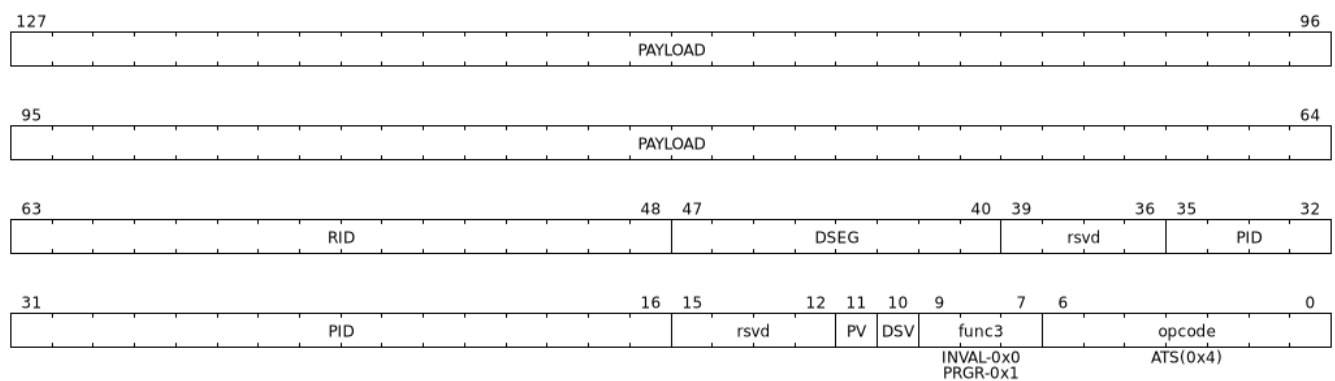 127 96
PAYLOAD
95 64
PAYLOAD
63 48 47 40 39 36 35 32
RID DSEG rsvd PID
31 16 15 12 11 10 9 7 6 0
PID rsvd PV DSV func3 opcode
INVAL-0x0 ATS(0x4)
PRGR-0x1